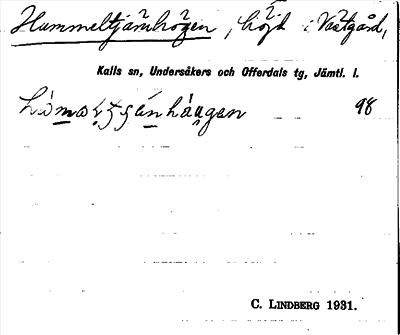 Hummeltjärnhögen, höjd i Västgård,
Kalls sn, Undersåkers och Offerdals tg, Jämtl. l.
98
C. LINDBERG 1931.